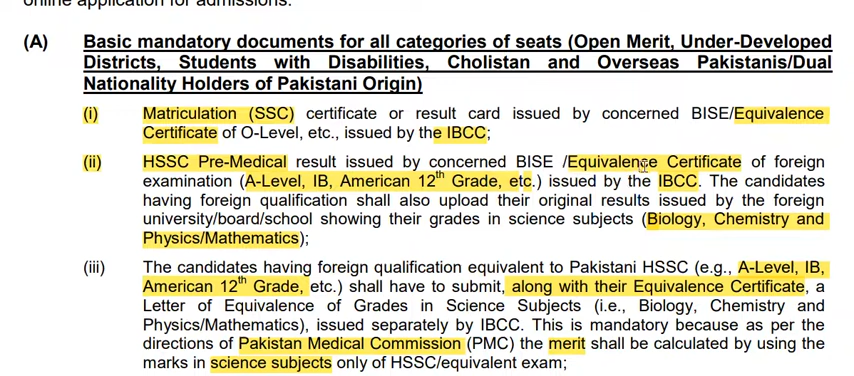 online application for admissions.
(A) Basic mandatory documents for all categories of seats (Open Merit, Under-Developed
Districts, Students with Disabilities, Cholistan and Overseas Pakistanis/Dual
Nationality Holders of Pakistani Origin)
(i) Matriculation (SSC) certificate or result card issued by concerned BISE/Equivalence
Certificate of O-Level, etc., issued by the IBCC;
(ii) HSSC Pre-Medical result issued by concerned BISE /Equivalence Certificate of foreign
examination (A-Level, IB, American 12th Grade, etc.) issued by the IBCC. The candidates
having foreign qualification shall also upload their original results issued by the foreign
university/board/school showing their grades in science subjects (Biology, Chemistry and
Physics/Mathematics);
(iii) The candidates having foreign qualification equivalent to Pakistani HSSC (e.g., A-Level, IB,
American 12th Grade, etc.) shall have to submit, along with their Equivalence Certificate, a
Letter of Equivalence of Grades in Science Subjects (i.e., Biology, Chemistry and
Physics/Mathematics), issued separately by IBCC. This is mandatory because as per the
directions of Pakistan Medical Commission (PMC) the merit shall be calculated by using the
marks in science subjects only of HSSC/equivalent exam;